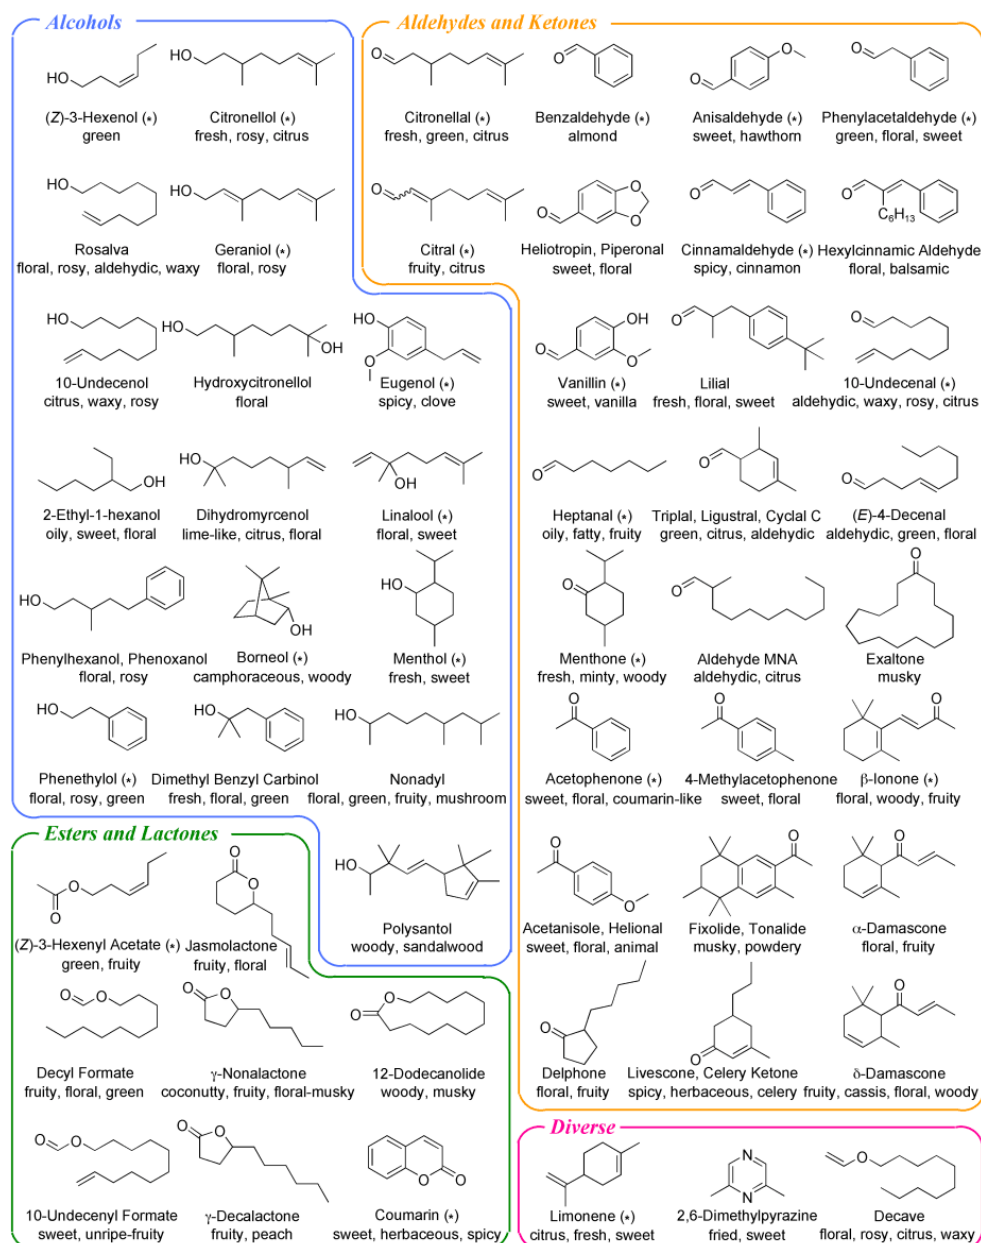 Alcohols
Aldehydes and Ketones
HO
HO
O
O
O
O
O
(Z)-3-Hexenol (*)
green
Citronellol (*)
fresh, rosy, citrus
Citronellal (*)
fresh, green, citrus
Benzaldehyde (*)
almond
Anisaldehyde (*)
sweet, hawthorn
Phenylacetaldehyde (*)
green, floral, sweet
HO
HO
O
O
O
O
O
O
C6H13
Rosalva
floral, rosy, aldehydic, waxy
Geraniol (*)
floral, rosy
Citral (*)
fruity, citrus
Heliotropin, Piperonal
sweet, floral
Cinnamaldehyde (*)
spicy, cinnamon
Hexylcinnamic Aldehyde
floral, balsamic
HO
HO
OH
HO
O
O
OH
O
O
O
10-Undecenol
citrus, waxy, rosy
Hydroxycitronellol
floral
Eugenol (*)
spicy, clove
Vanillin (*)
sweet, vanilla
Lilial
fresh, floral, sweet
10-Undecenal (*)
aldehydic, waxy, rosy, citrus
OH
HO
OH
O
O
O
2-Ethyl-1-hexanol
oily, sweet, floral
Dihydromyrcenol
lime-like, citrus, floral
Linalool (*)
floral, sweet
Heptanal (*)
oily, fatty, fruity
Triplal, Ligustral, Cyclal C
green, citrus, aldehydic
(E)-4-Decenal
aldehydic, green, floral
HO
OH
HO
O
O
O
Phenylhexanol, Phenoxanol
floral, rosy
Borneol (*)
camphoraceous, woody
Menthol (*)
fresh, sweet
Menthone (*)
fresh, minty, woody
Aldehyde MNA
aldehydic, citrus
Exaltone
musky
HO
HO
HO
O
O
O
Phenethylol (*)
floral, rosy, green
Dimethyl Benzyl Carbinol
fresh, floral, green
Nonadyl
floral, green, fruity, mushroom
Acetophenone (*)
sweet, floral, coumarin-like
4-Methylacetophenone
sweet, floral
β-Ionone (*)
floral, woody, fruity
Esters and Lactones
O
O
O
O
HO
O
O
O
O
(Z)-3-Hexenyl Acetate (*)
green, fruity
Jasmolactone
fruity, floral
Polysantol
woody, sandalwood
Acetanisole, Helional
sweet, floral, animal
Fixolide, Tonalide
musky, powdery
α-Damascone
floral, fruity
O
O
O
O
O
O
O
O
O
Decyl Formate
fruity, floral, green
γ-Nonalactone
coconutty, fruity, floral-musky
12-Dodecanolide
woody, musky
Delphone
floral, fruity
Livescone, Celery Ketone
spicy, herbaceous, celery
δ-Damascone
fruity, cassis, floral, woody
Diverse
O
O
O
O
O
O
N
N
O
10-Undecenyl Formate
sweet, unripe-fruity
γ-Decalactone
fruity, peach
Coumarin (*)
sweet, herbaceous, spicy
Limonene (*)
citrus, fresh, sweet
2,6-Dimethylpyrazine
fried, sweet
Decave
floral, rosy, citrus, waxy